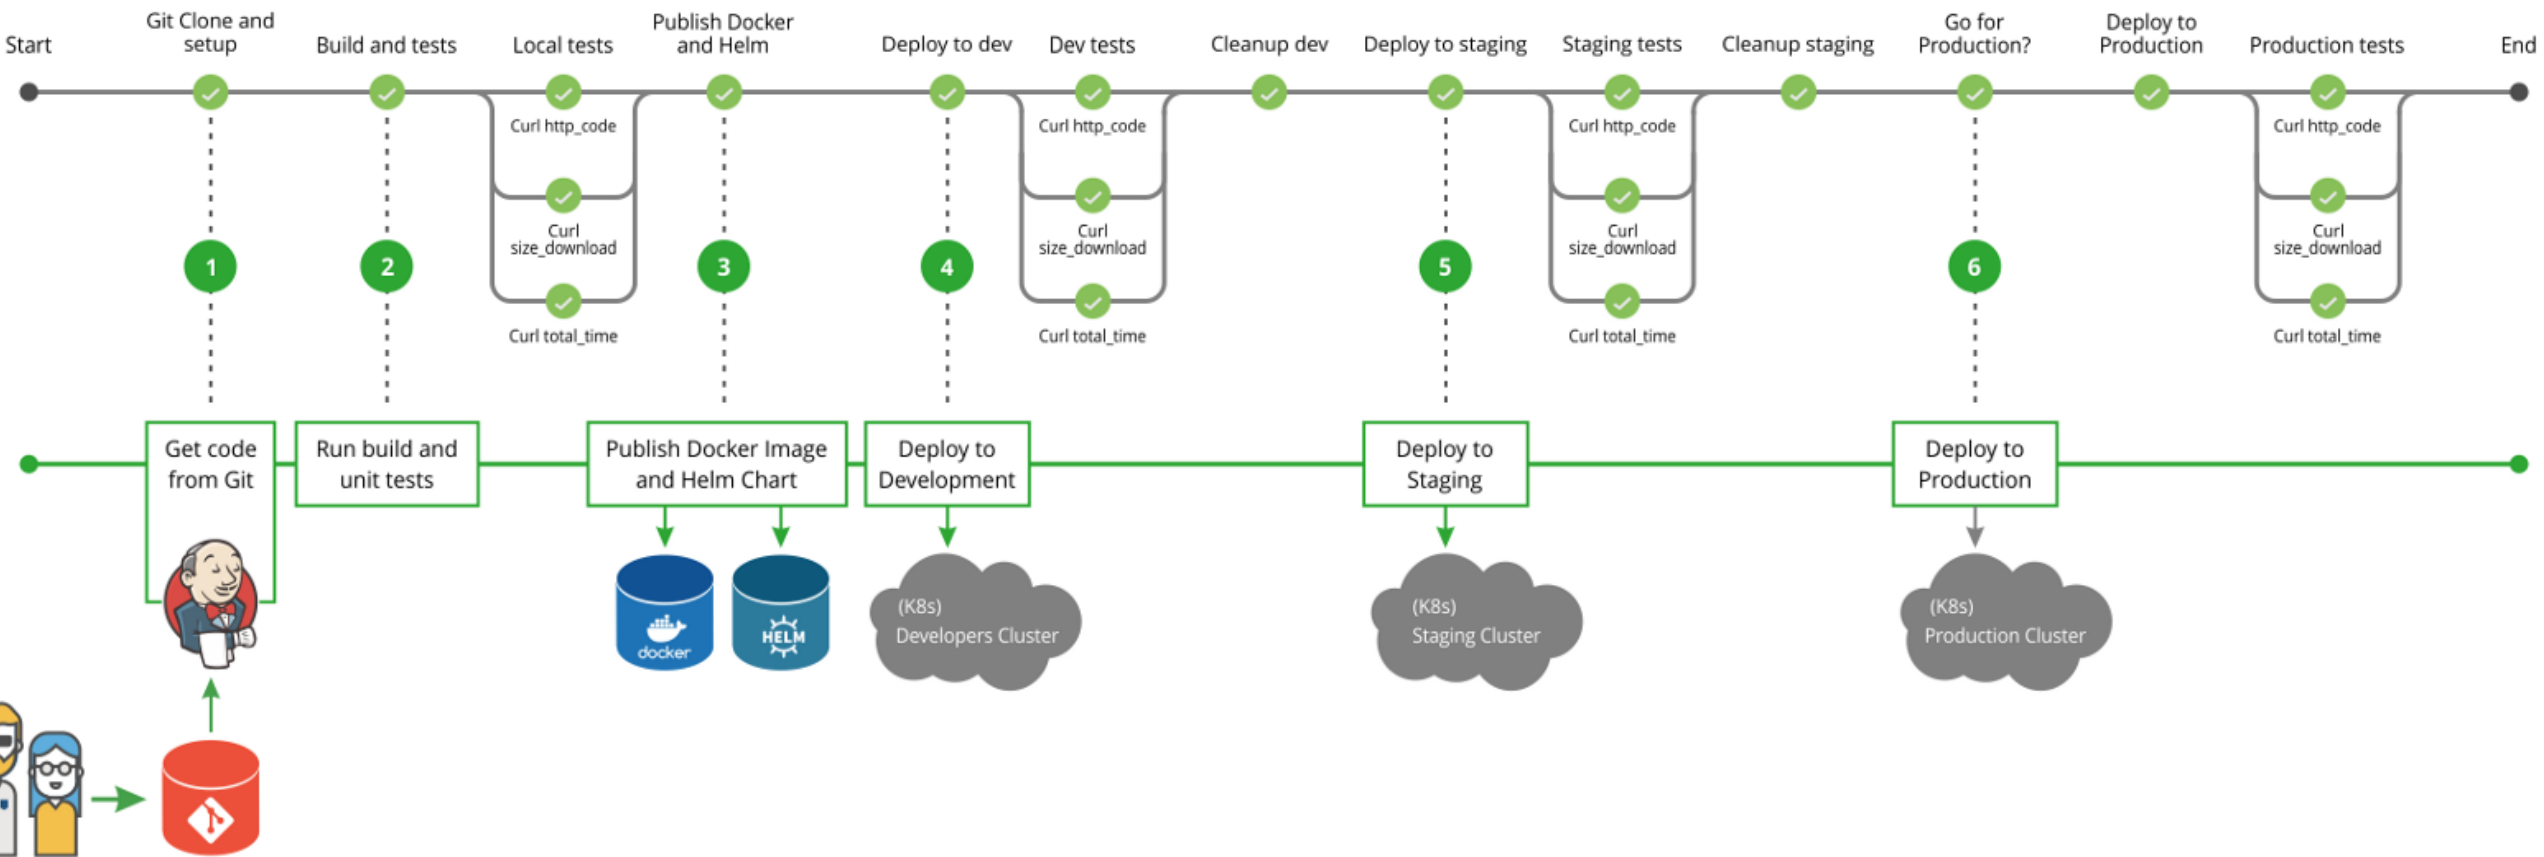 Start
Git Clone and
setup
Build and tests
Local tests
Publish Docker
and Helm
Deploy to dev
Dev tests
Cleanup dev
Deploy to staging
Staging tests
Cleanup staging
Go for
Production?
Deploy to
Production
Production tests
End
Curl http_code
Curl http_code
Curl http_code
Curl http_code
Curl
size_download
Curl
size_download
Curl
size_download
Curl
size_download
1
2
3
4
5
6
Curl total_time
Curl total_time
Curl total_time
Curl total_time
Get code
from Git
Run build and
unit tests
Publish Docker Image
and Helm Chart
Deploy to
Development
Deploy to
Staging
Deploy to
Production
docker
HELM
(K8s)
Developers Cluster
(K8s)
Staging Cluster
(K8s)
Production Cluster